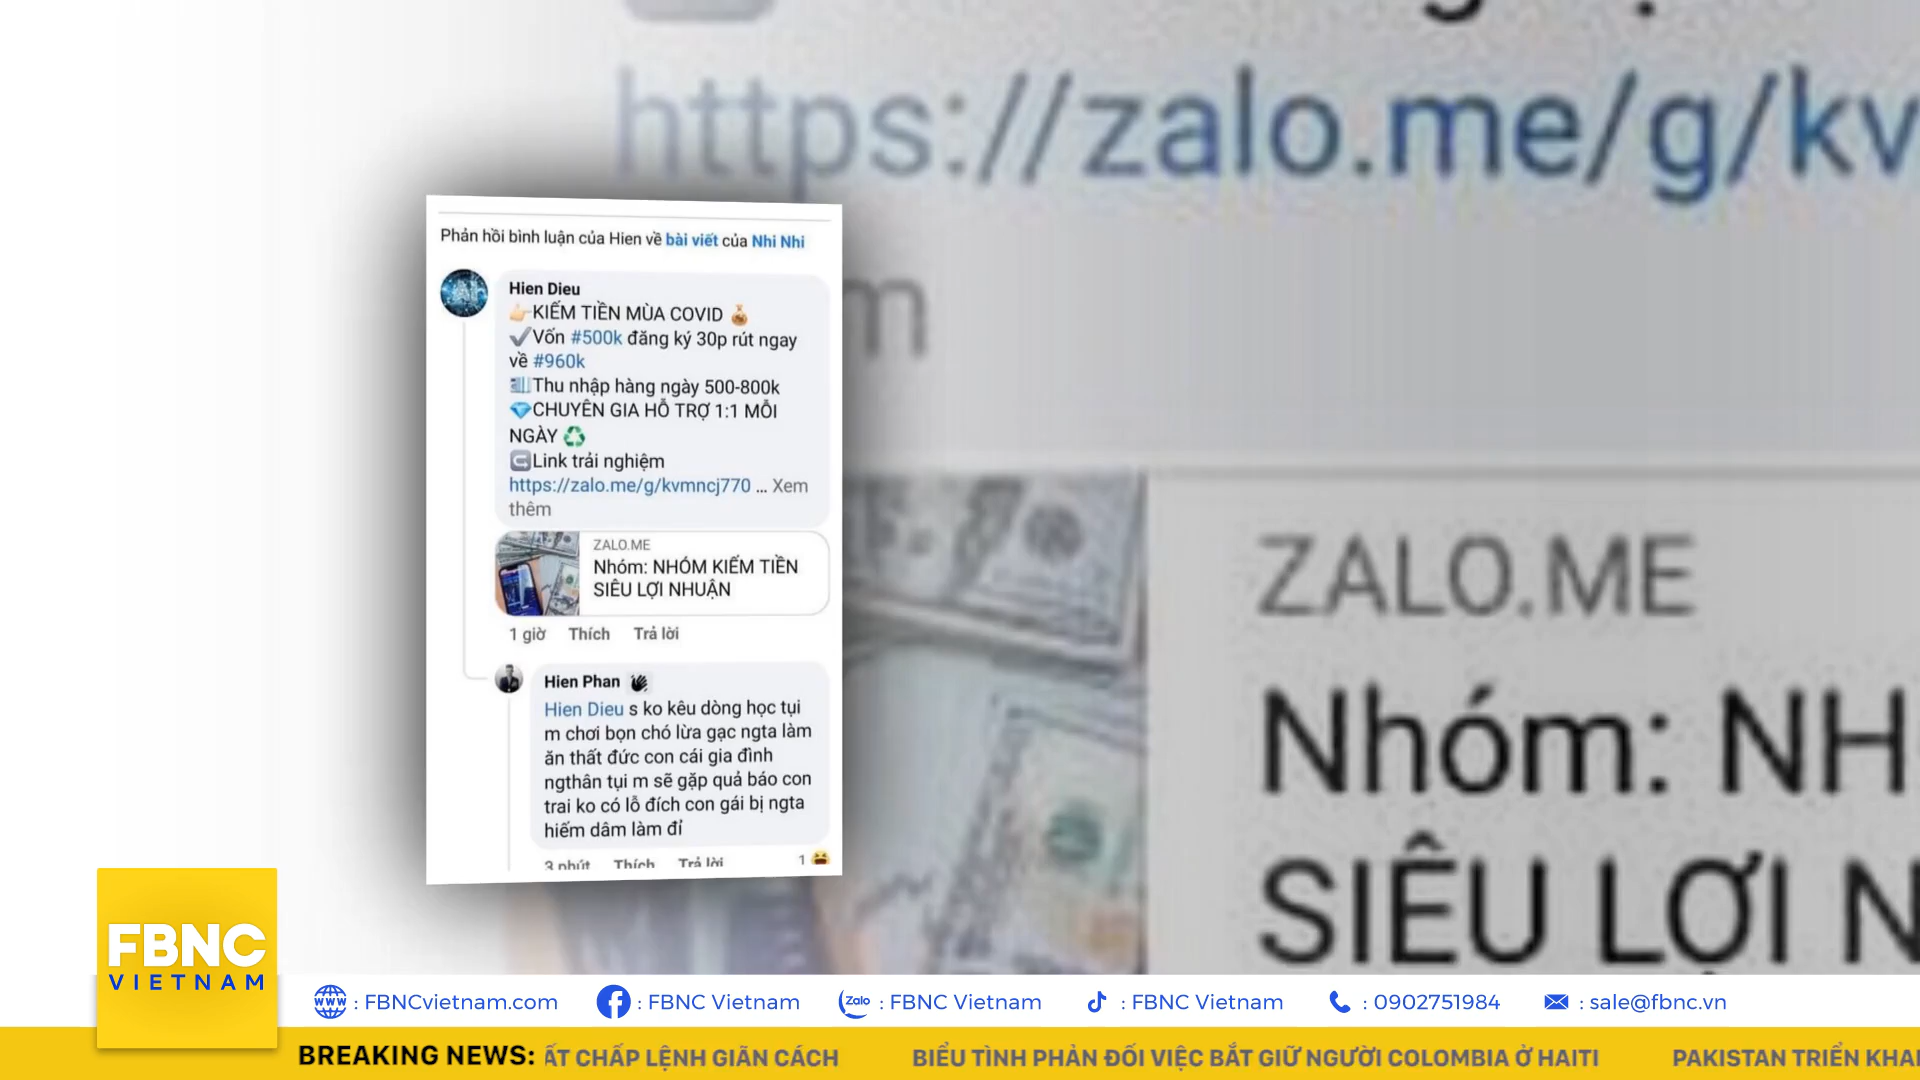 https://zalo.me/g/kv
m
ZALO.ME
Nhóm: NH
SIÊU LỢI N
Phản hồi bình luận của Hien về bài viết của Nhi Nhi
Hien Dieu
👉🏻KIẾM TIỀN MÙA COVID 💰
✔️Vốn #500k đăng ký 30p rút ngay
về #960k
💵Thu nhập hàng ngày 500-800k
💎CHUYÊN GIA HỖ TRỢ 1:1 MỖI
NGÀY ♻️
↪️Link trải nghiệm
https://zalo.me/g/kvmncj770 ... Xem
thêm
ZALO.ME
Nhóm: NHÓM KIẾM TIỀN
SIÊU LỢI NHUẬN
1 giờ Thích Trả lời
Hien Phan
Hien Dieu s ko kêu dòng học tụi
m chơi bọn chó lừa gạc ngta làm
ăn thất đức con cái gia đình
ngthân tụi m sẽ gặp quả báo con
trai ko có lỗ đích con gái bị ngta
hiếm dâm làm đỉ
3 phút Thích Trả lời 1 😆
FBNC
VIETNAM
www : FBNCvietnam.com : FBNC Vietnam Zalo : FBNC Vietnam : FBNC Vietnam : 0902751984 : sale@fbnc.vn
BREAKING NEWS: ẤT CHẤP LỆNH GIÃN CÁCH BIỂU TÌNH PHẢN ĐỐI VIỆC BẮT GIỮ NGƯỜI COLOMBIA Ở HAITI PAKISTAN TRIỂN KHAI